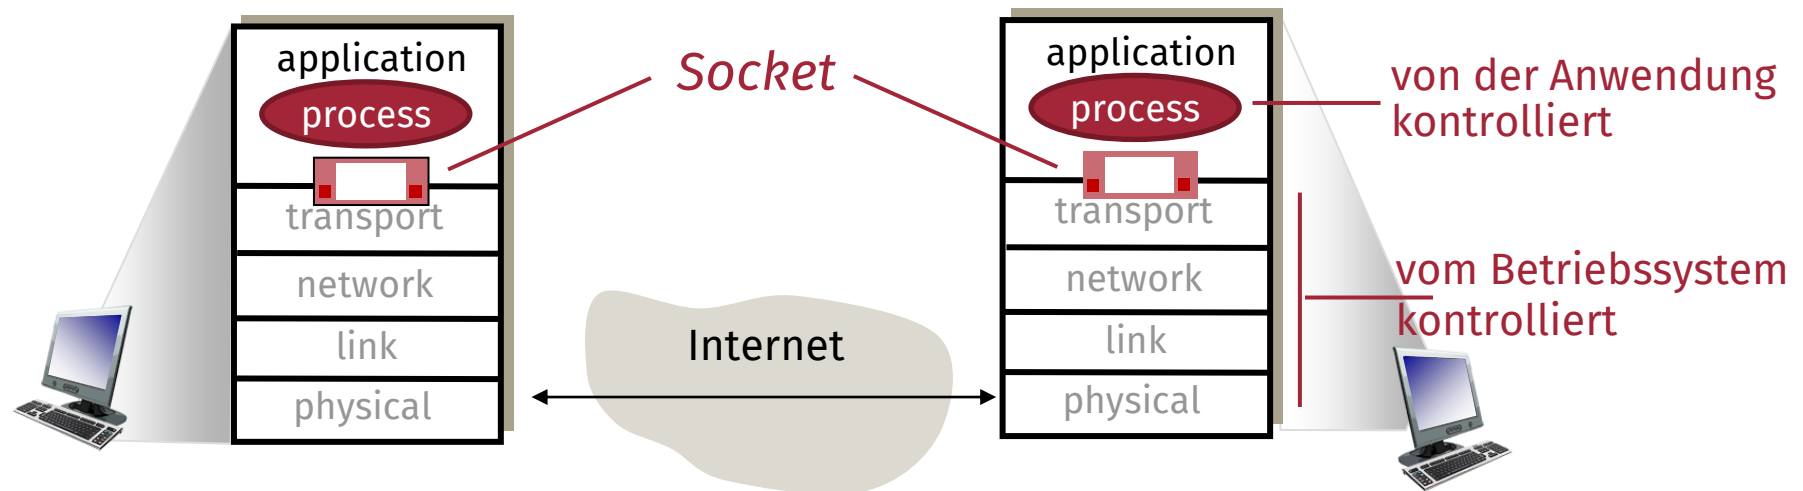 application
process
transport
network
link
physical
Socket
Internet
application
process
transport
network
link
physical
von der Anwendung
kontrolliert
vom Betriebssystem
kontrolliert